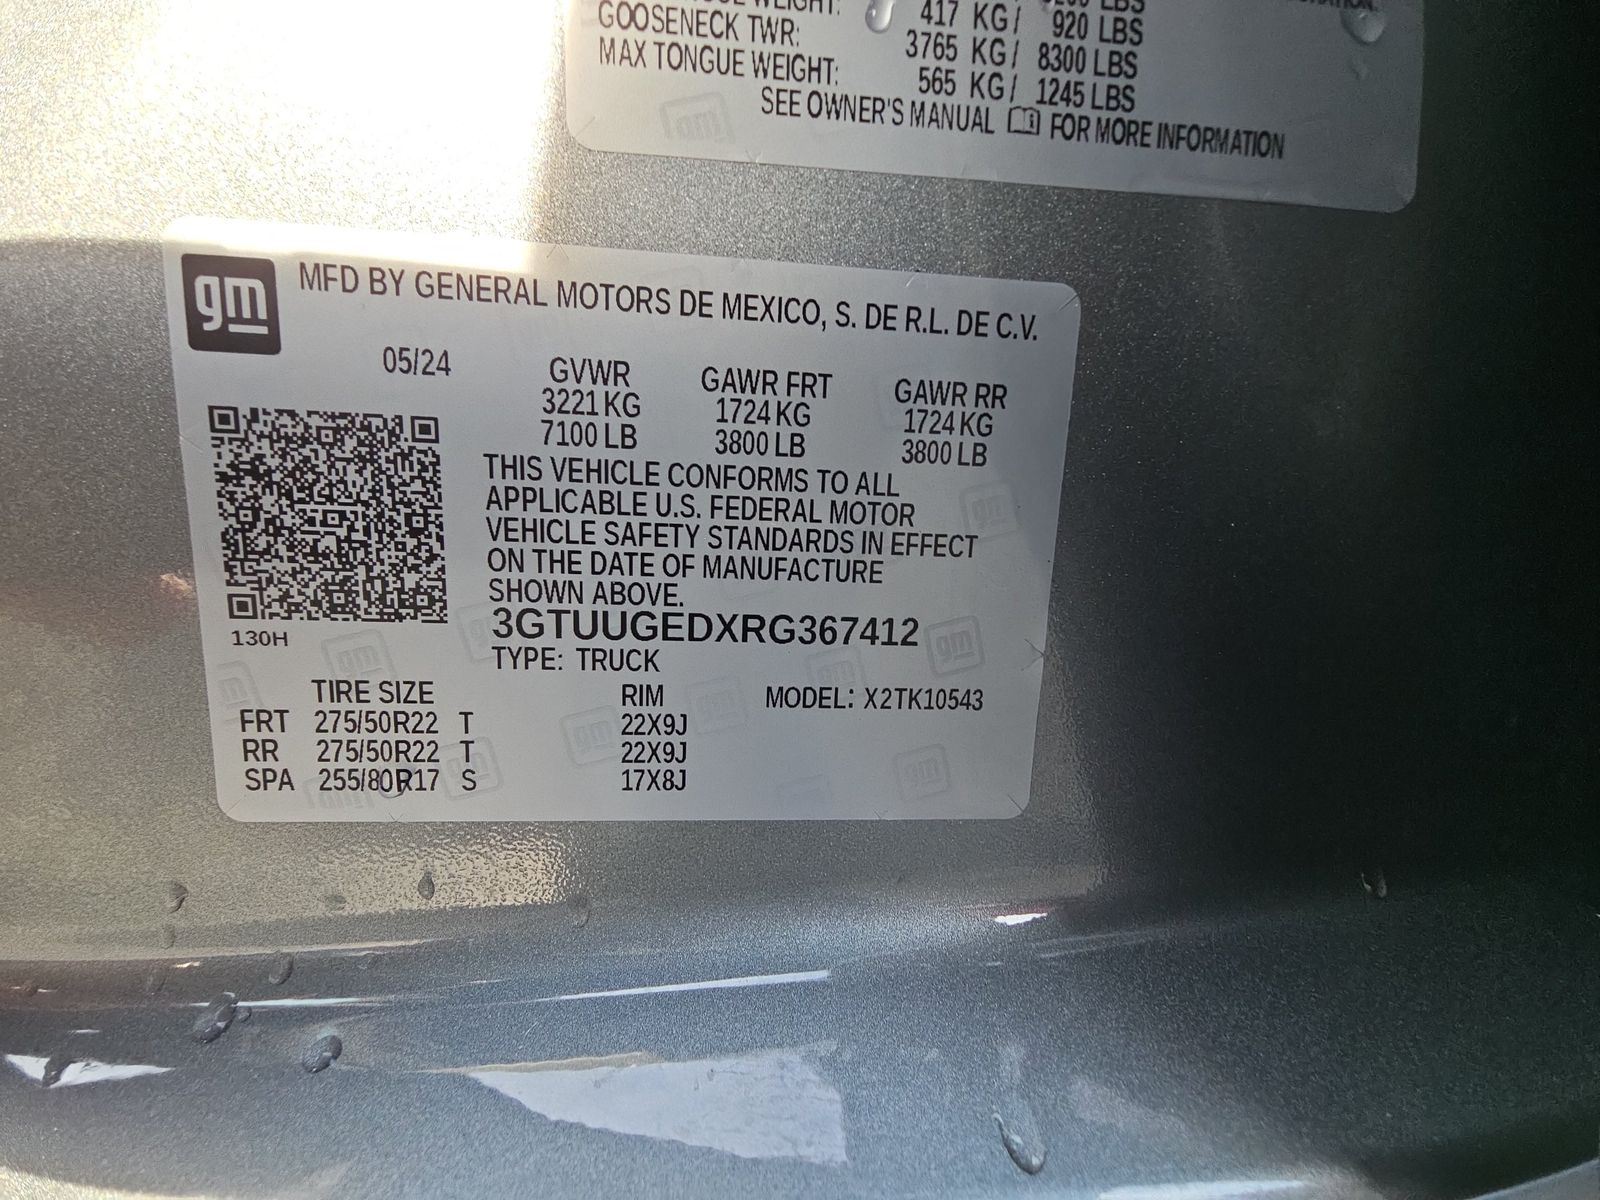 417 KG/ 920 LBS
GOOSENECK TWR: 3765 KG/ 8300 LBS
MAX TONGUE WEIGHT: 565 KG/ 1245 LBS
SEE OWNER'S MANUAL FOR MORE INFORMATION
gm
MFD BY GENERAL MOTORS DE MEXICO, S. DE R.L. DE C.V.
05/24
GVWR GAWR FRT GAWR RR
3221 KG 1724 KG 1724 KG
7100 LB 3800 LB 3800 LB
THIS VEHICLE CONFORMS TO ALL
APPLICABLE U.S. FEDERAL MOTOR
VEHICLE SAFETY STANDARDS IN EFFECT
ON THE DATE OF MANUFACTURE
SHOWN ABOVE.
3GTUUGEDXRG367412
130H
TYPE: TRUCK
TIRE SIZE RIM MODEL: X2TK10543
FRT 275/50R22 T 22X9J
RR 275/50R22 T 22X9J
SPA 255/80R17 S 17X8J